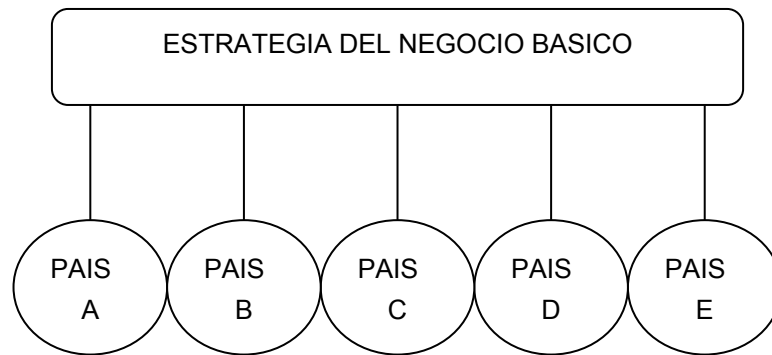 ESTRATEGIA DEL NEGOCIO BASICO
PAIS
A
PAIS
B
PAIS
C
PAIS
D
PAIS
E